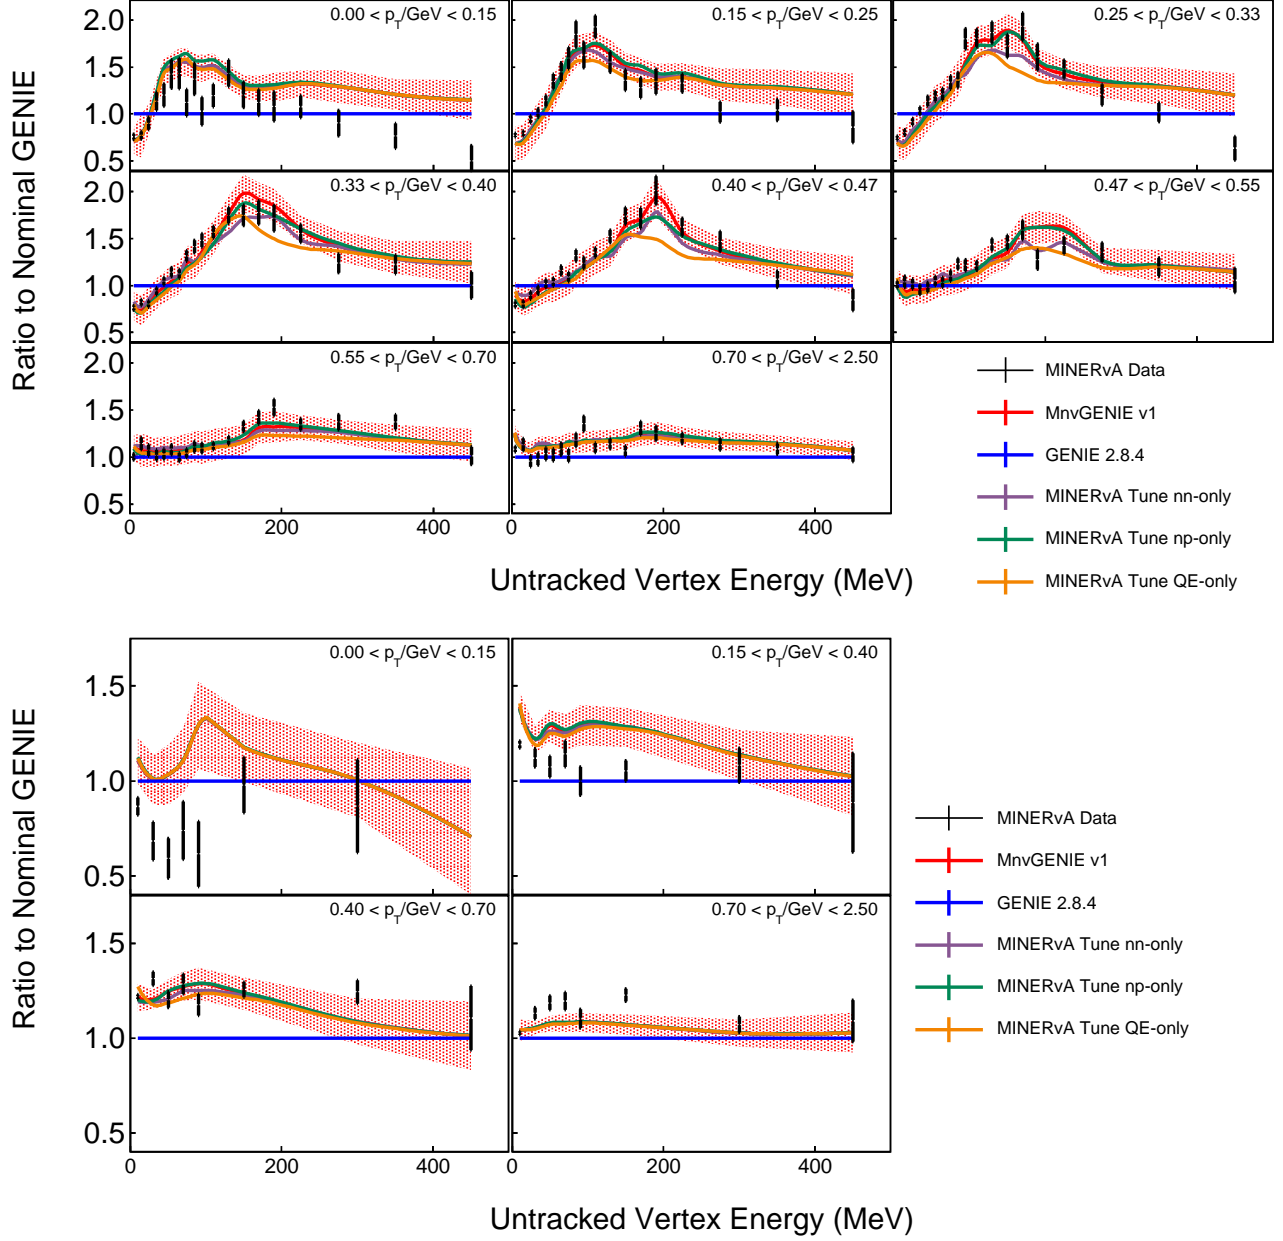 Ratio to Nominal GENIE
0.00 < p_T/GeV < 0.15
0.15 < p_T/GeV < 0.25
0.25 < p_T/GeV < 0.33
2.0
1.5
1.0
0.5
0.33 < p_T/GeV < 0.40
0.40 < p_T/GeV < 0.47
0.47 < p_T/GeV < 0.55
2.0
1.5
1.0
0.5
0.55 < p_T/GeV < 0.70
0.70 < p_T/GeV < 2.50
2.0
1.5
1.0
0.5
0 200 400
0 200 400
Untracked Vertex Energy (MeV)
MINERvA Data
MnvGENIE v1
GENIE 2.8.4
MINERvA Tune nn-only
MINERvA Tune np-only
MINERvA Tune QE-only
Ratio to Nominal GENIE
0.00 < p_T/GeV < 0.15
0.15 < p_T/GeV < 0.40
1.5
1.0
0.5
0.40 < p_T/GeV < 0.70
0.70 < p_T/GeV < 2.50
1.5
1.0
0.5
0 200 400
0 200 400
Untracked Vertex Energy (MeV)
MINERvA Data
MnvGENIE v1
GENIE 2.8.4
MINERvA Tune nn-only
MINERvA Tune np-only
MINERvA Tune QE-only